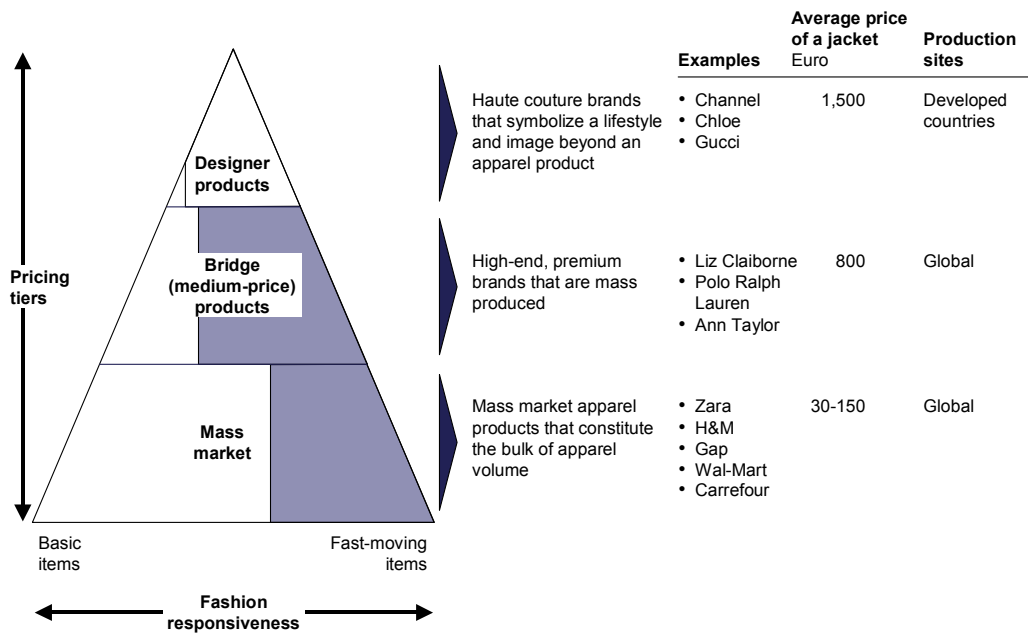 Average price
of a jacket
Euro
Production
sites
Examples
Haute couture brands
that symbolize a lifestyle
and image beyond an
apparel product
• Channel
• Chloe
• Gucci
1,500
Developed
countries
Designer
products
Pricing
tiers
Bridge
(medium-price)
products
High-end, premium
brands that are mass
produced
• Liz Claiborne
• Polo Ralph
Lauren
• Ann Taylor
800
Global
Mass
market
Mass market apparel
products that constitute
the bulk of apparel
volume
• Zara
• H&M
• Gap
• Wal-Mart
• Carrefour
30-150
Global
Basic
items
Fast-moving
items
Fashion
responsiveness